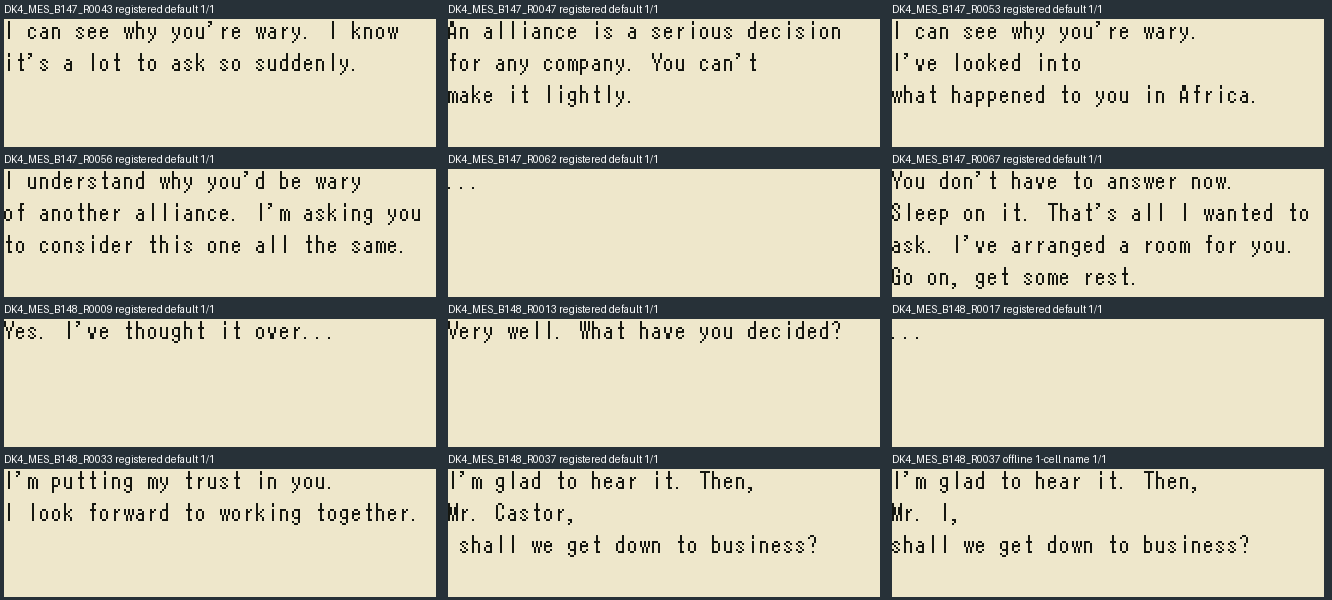 DK4_MES_B147_R0043 registered default 1/1
I can see why you're wary. I know
it's a lot to ask so suddenly.
DK4_MES_B147_R0047 registered default 1/1
An alliance is a serious decision
for any company. You can't
make it lightly.
DK4_MES_B147_R0053 registered default 1/1
I can see why you're wary.
I've looked into
what happened to you in Africa.
DK4_MES_B147_R0056 registered default 1/1
I understand why you'd be wary
of another alliance. I'm asking you
to consider this one all the same.
DK4_MES_B147_R0062 registered default 1/1
...
DK4_MES_B147_R0067 registered default 1/1
You don't have to answer now.
Sleep on it. That's all I wanted to
ask. I've arranged a room for you.
Go on, get some rest.
DK4_MES_B148_R0009 registered default 1/1
Yes. I've thought it over...
DK4_MES_B148_R0013 registered default 1/1
Very well. What have you decided?
DK4_MES_B148_R0017 registered default 1/1
...
DK4_MES_B148_R0033 registered default 1/1
I'm putting my trust in you.
I look forward to working together.
DK4_MES_B148_R0037 registered default 1/1
I'm glad to hear it. Then,
Mr. Castor,
shall we get down to business?
DK4_MES_B148_R0037 offline 1-cell name 1/1
I'm glad to hear it. Then,
Mr. I,
shall we get down to business?